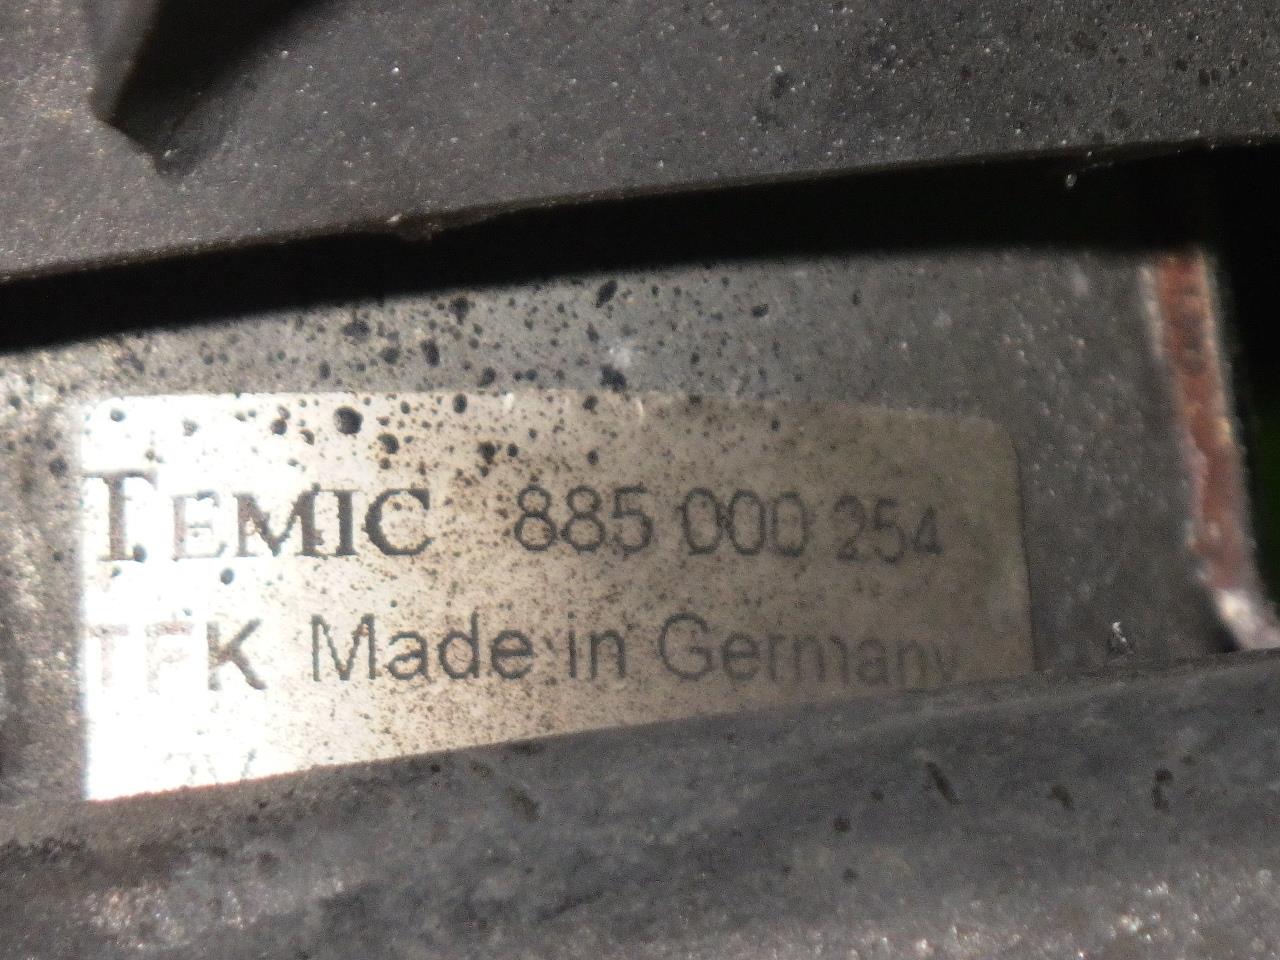 TEMIC 885 000 254
TFK Made in Germany